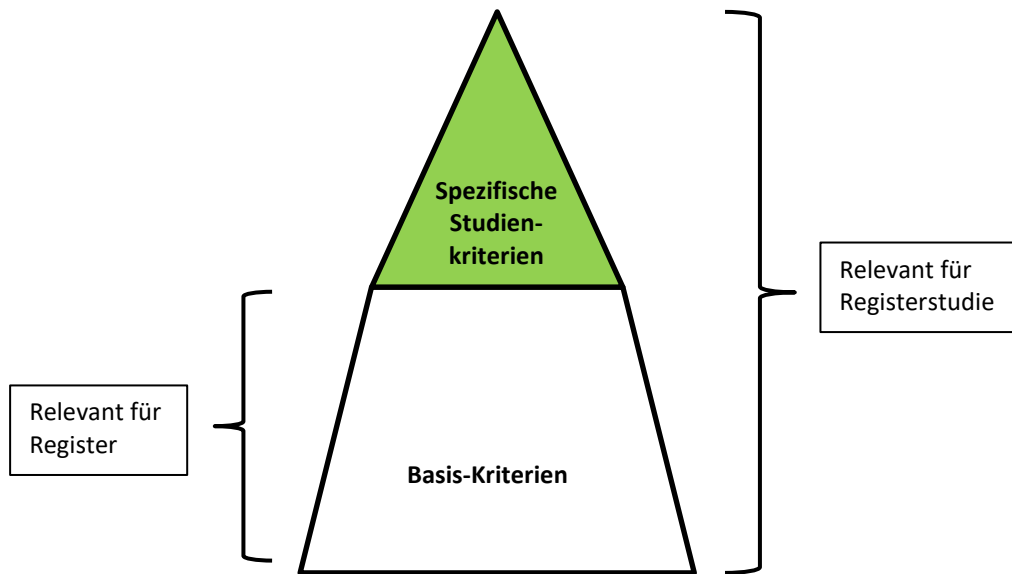 Spezifische
Studien-
kriterien
Relevant für
Registerstudie
Relevant für
Register
Basis-Kriterien